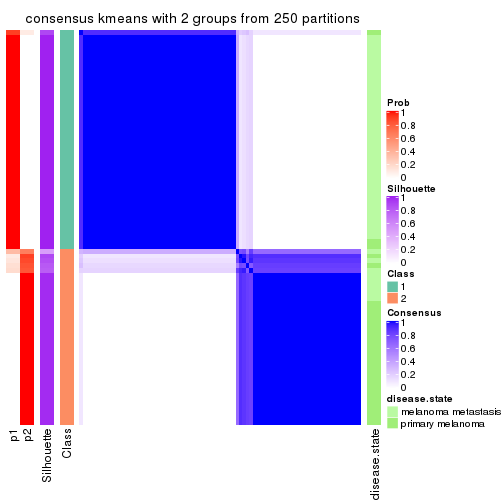 consensus kmeans with 2 groups from 250 partitions
Prob
1
0.8
0.6
0.4
0.2
0
Silhouette
1
0.8
0.6
0.4
0.2
0
Class
1
2
Consensus
1
0.8
0.6
0.4
0.2
0
disease.state
melanoma metastasis
primary melanoma
p1
p2
Silhouette
Class
disease.state